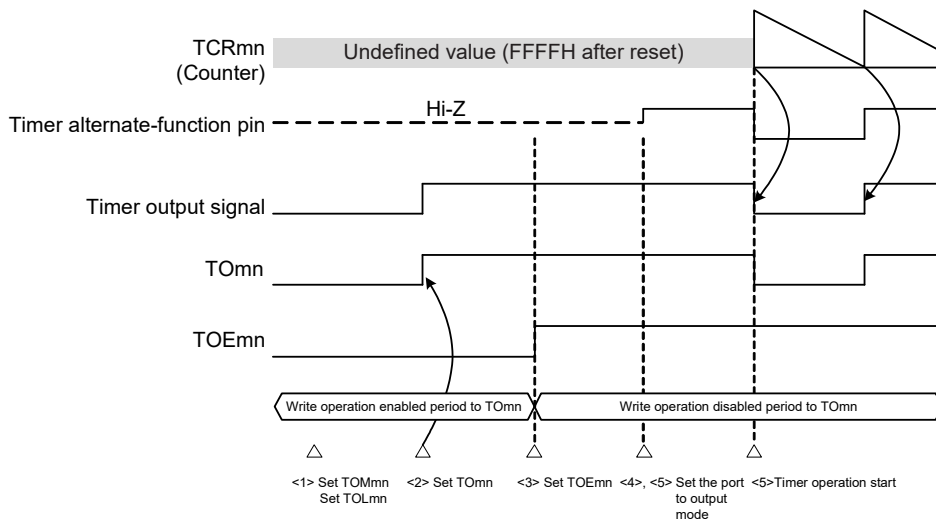 TCRmn
(Counter)
Undefined value (FFFFH after reset)
Timer alternate-function pin
Hi-Z
Timer output signal
TOmn
TOEmn
Write operation enabled period to TOmn
Write operation disabled period to TOmn
<1> Set TOMmn
Set TOLmn
<2> Set TOmn
<3> Set TOEmn
<4>, <5> Set the port
to output
mode
<5>Timer operation start